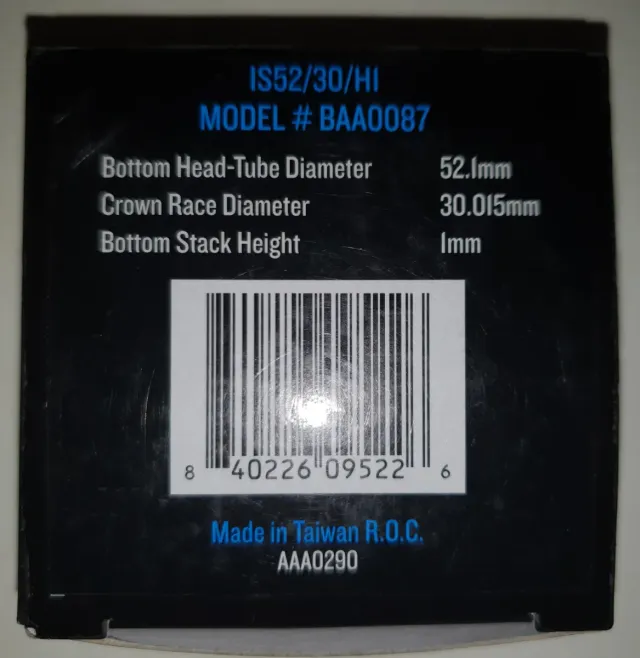 IS52/30/H1
MODEL # BAA0087
Bottom Head-Tube Diameter 52.1mm
Crown Race Diameter 30.015mm
Bottom Stack Height 1mm
8 40226 09522 6
Made in Taiwan R.O.C.
AAA0290